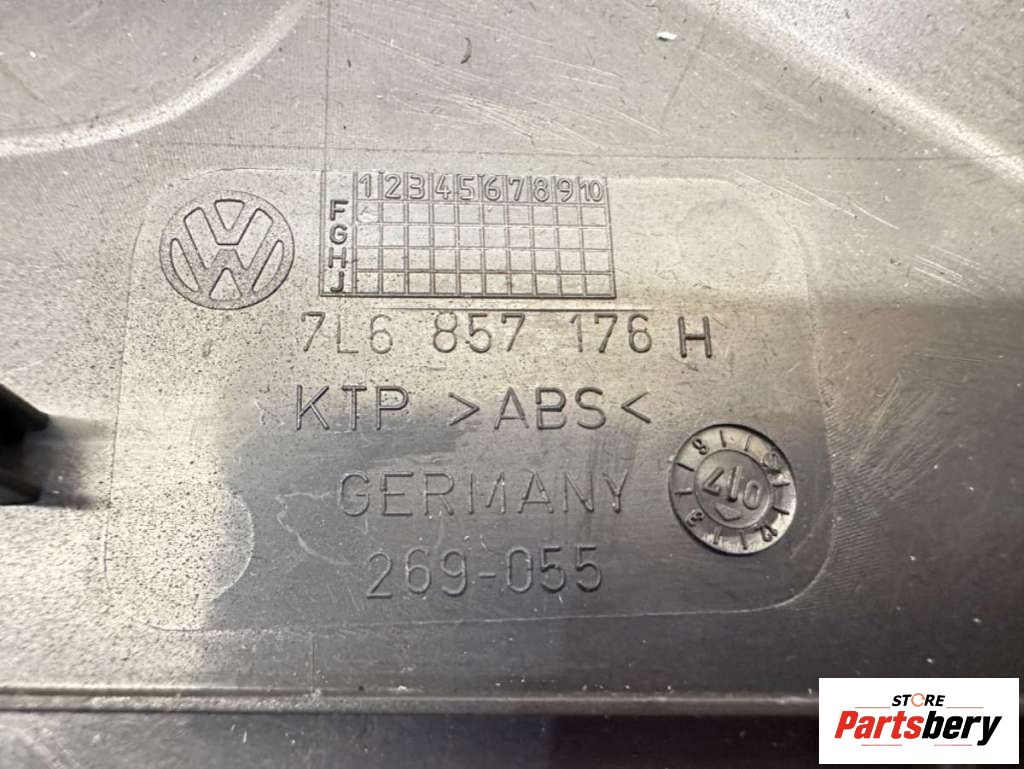 1 2 3 4 5 6 7 8 9 10
F
G
H
J
7L6 857 176 H
KTP >ABS<
GERMANY
269-055
STORE
Partsbery